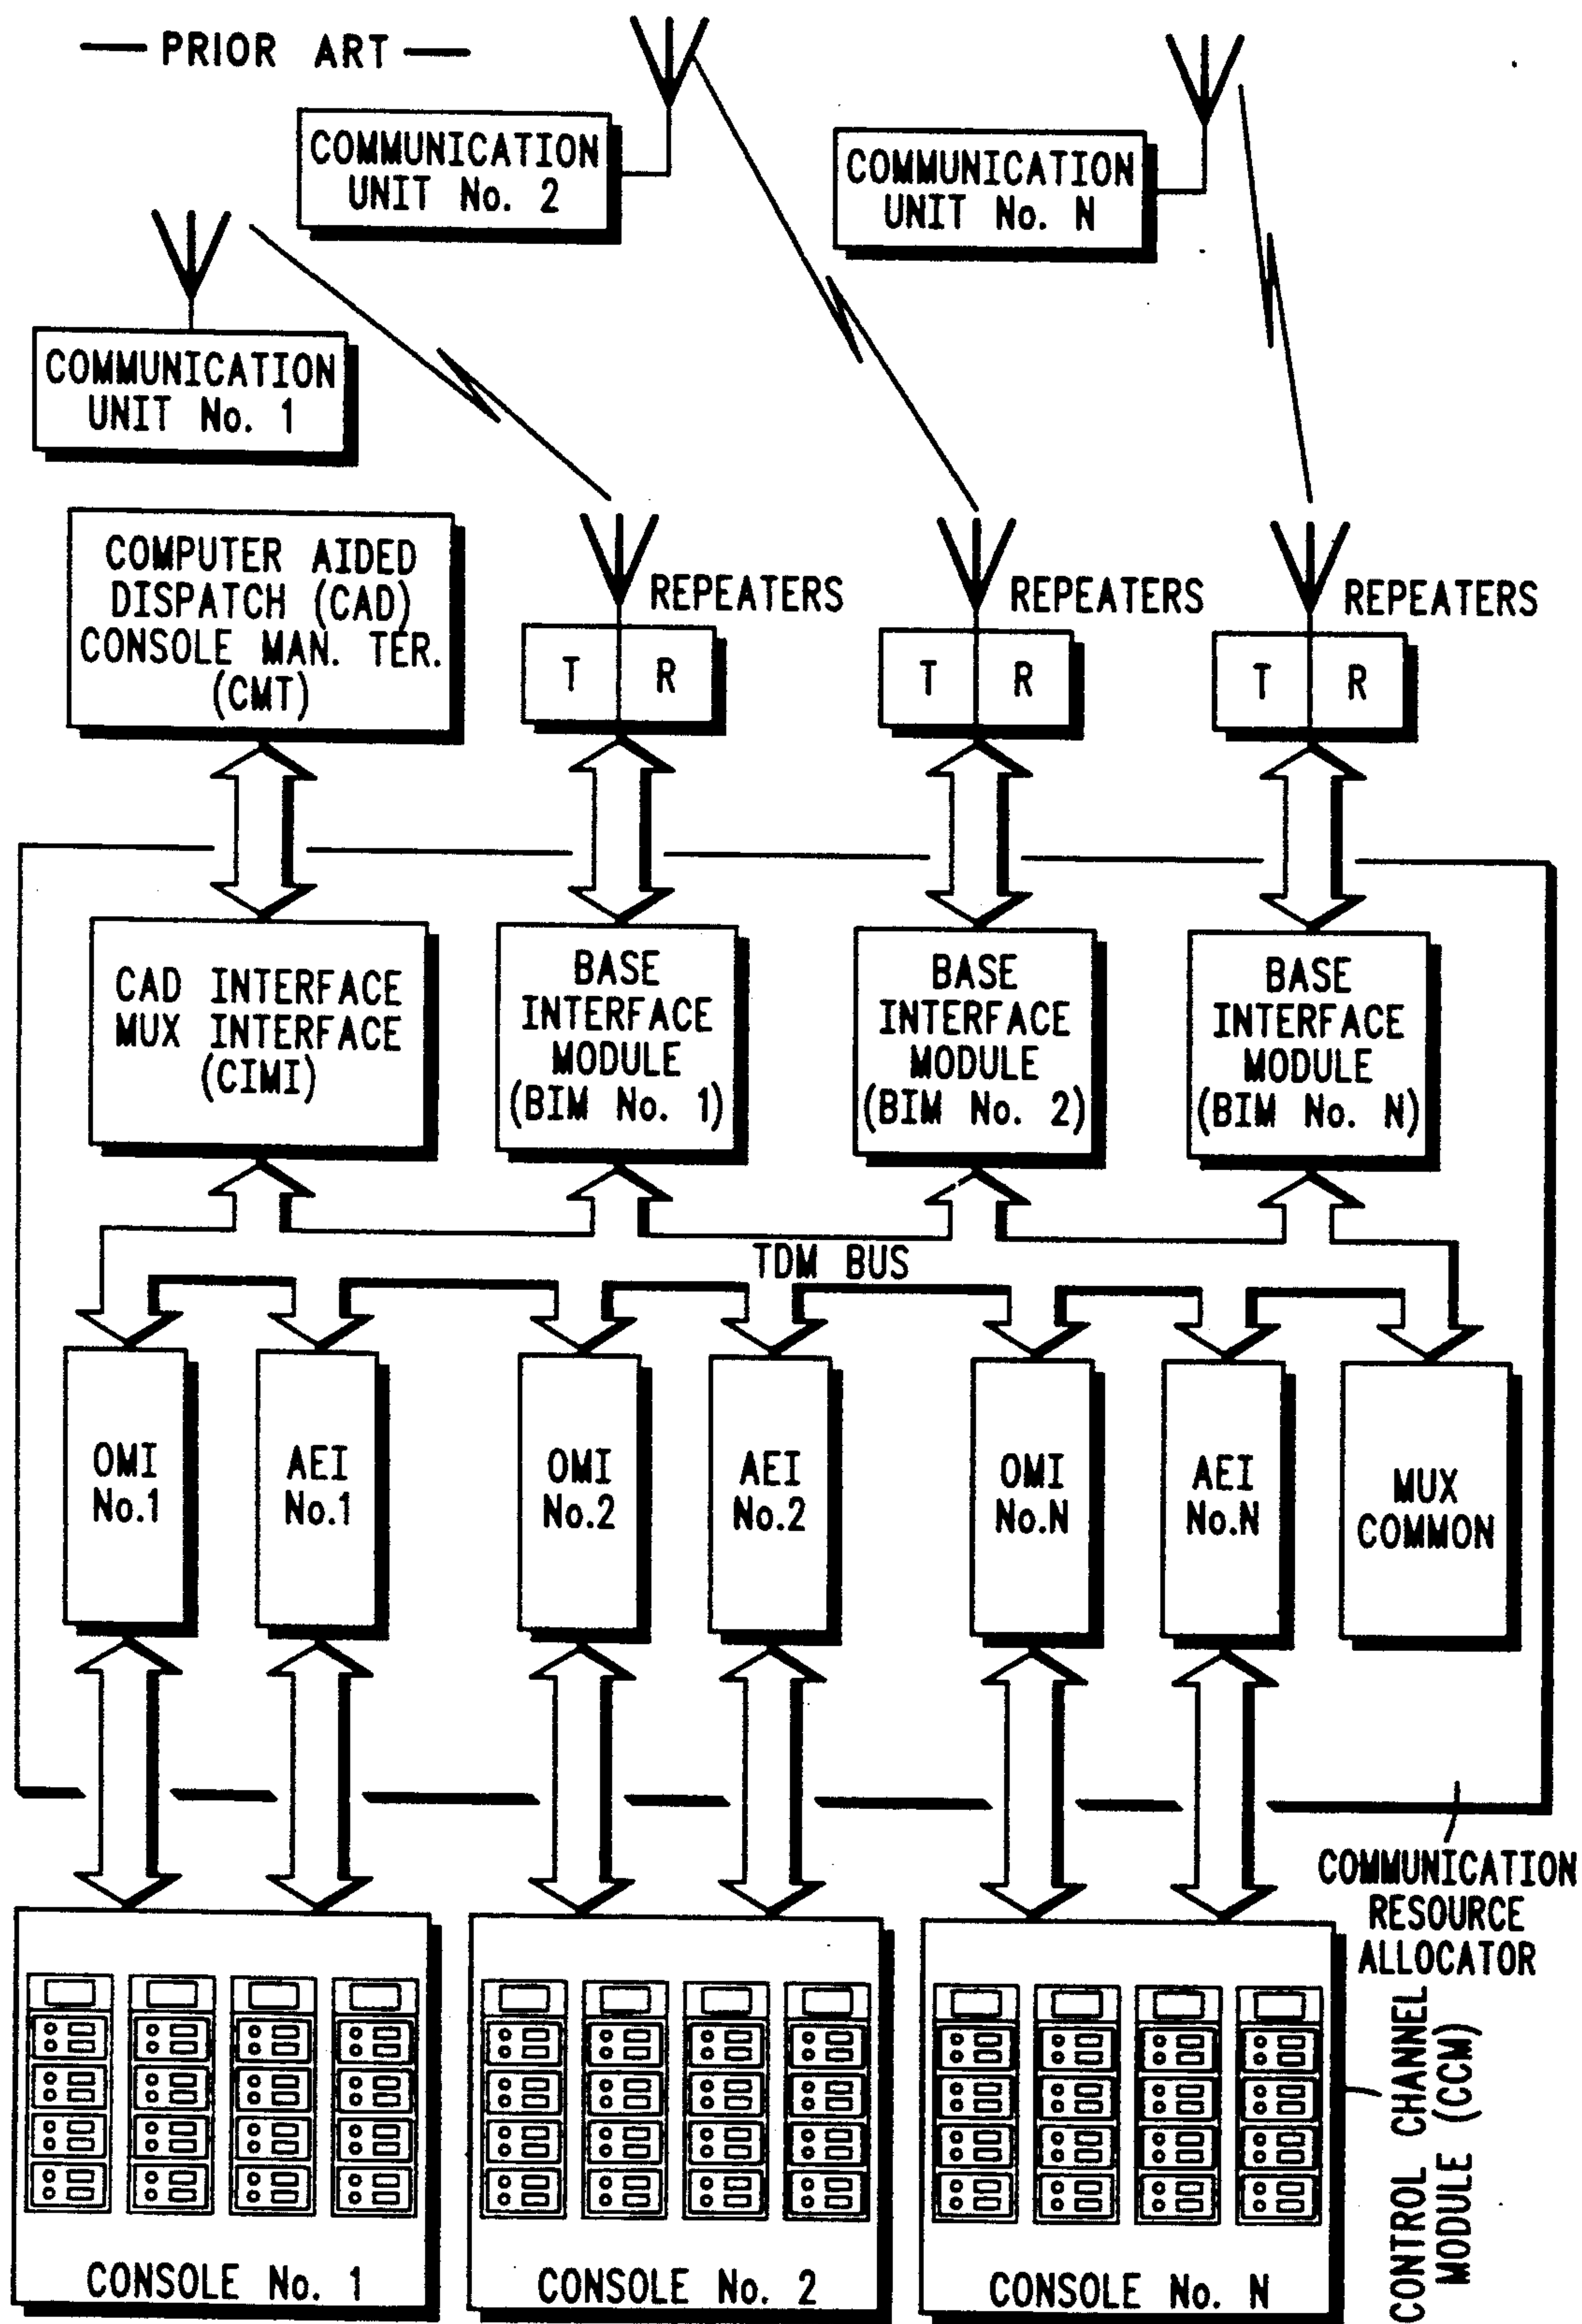 PRIOR ART
COMMUNICATION
UNIT No. 2
COMMUNICATION
UNIT No. N
COMMUNICATION
UNIT No. 1
COMPUTER AIDED
DISPATCH (CAD)
CONSOLE MAN. TER.
(CMT)
REPEATERS
T R
REPEATERS
T R
REPEATERS
T R
CAD INTERFACE
MUX INTERFACE
(CIMI)
BASE
INTERFACE
MODULE
(BIM No. 1)
BASE
INTERFACE
MODULE
(BIM No. 2)
BASE
INTERFACE
MODULE
(BIM No. N)
TDM BUS
OMI
No.1
AEI
No.1
OMI
No.2
AEI
No.2
OMI
No.N
AEI
No.N
MUX
COMMON
COMMUNICATION
RESOURCE
ALLOCATOR
CONSOLE No. 1
CONSOLE No. 2
CONSOLE No. N
CONTROL CHANNEL
MODULE (CCM)